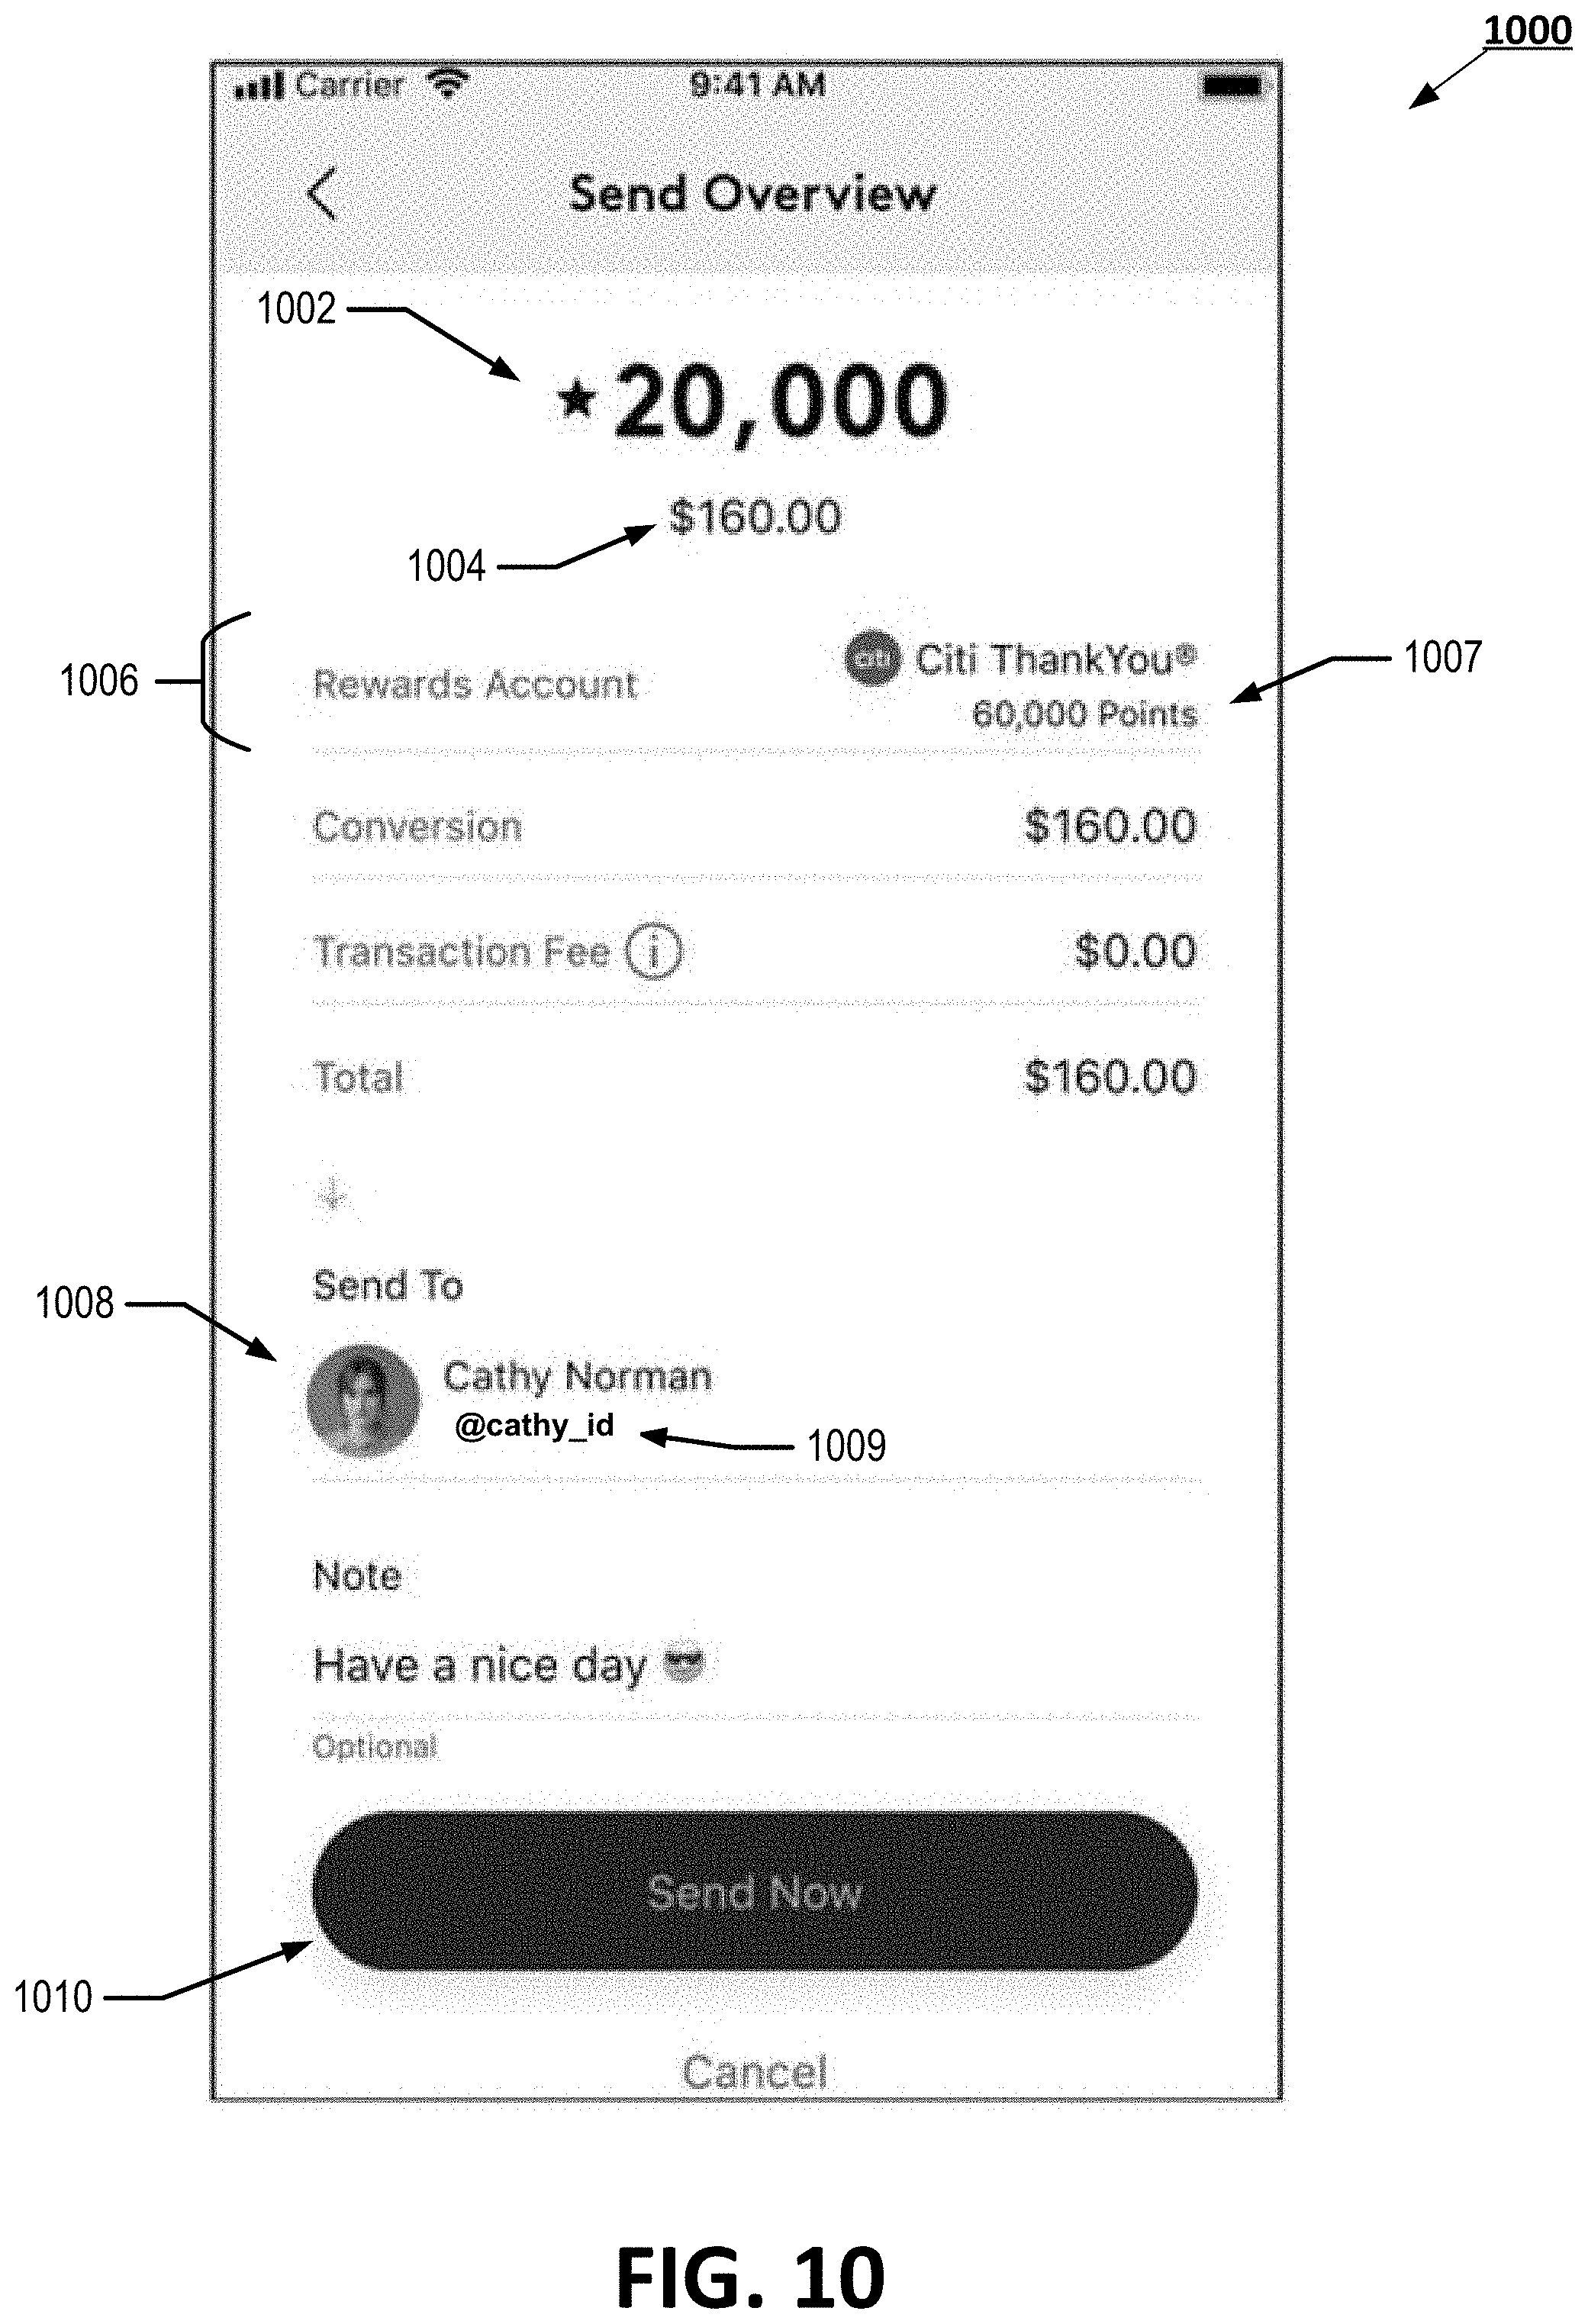 1000
Carrier 9:41 AM
Send Overview
1002
★20,000
$160.00
1004
1006
Rewards Account
citi Citi ThankYou®
60,000 Points
1007
Conversion $160.00
Transaction Fee ⓘ $0.00
Total $160.00
Send To
1008
Cathy Norman
@cathy_id
1009
Note
Have a nice day 😎
Optional
Send Now
1010
Cancel
FIG. 10